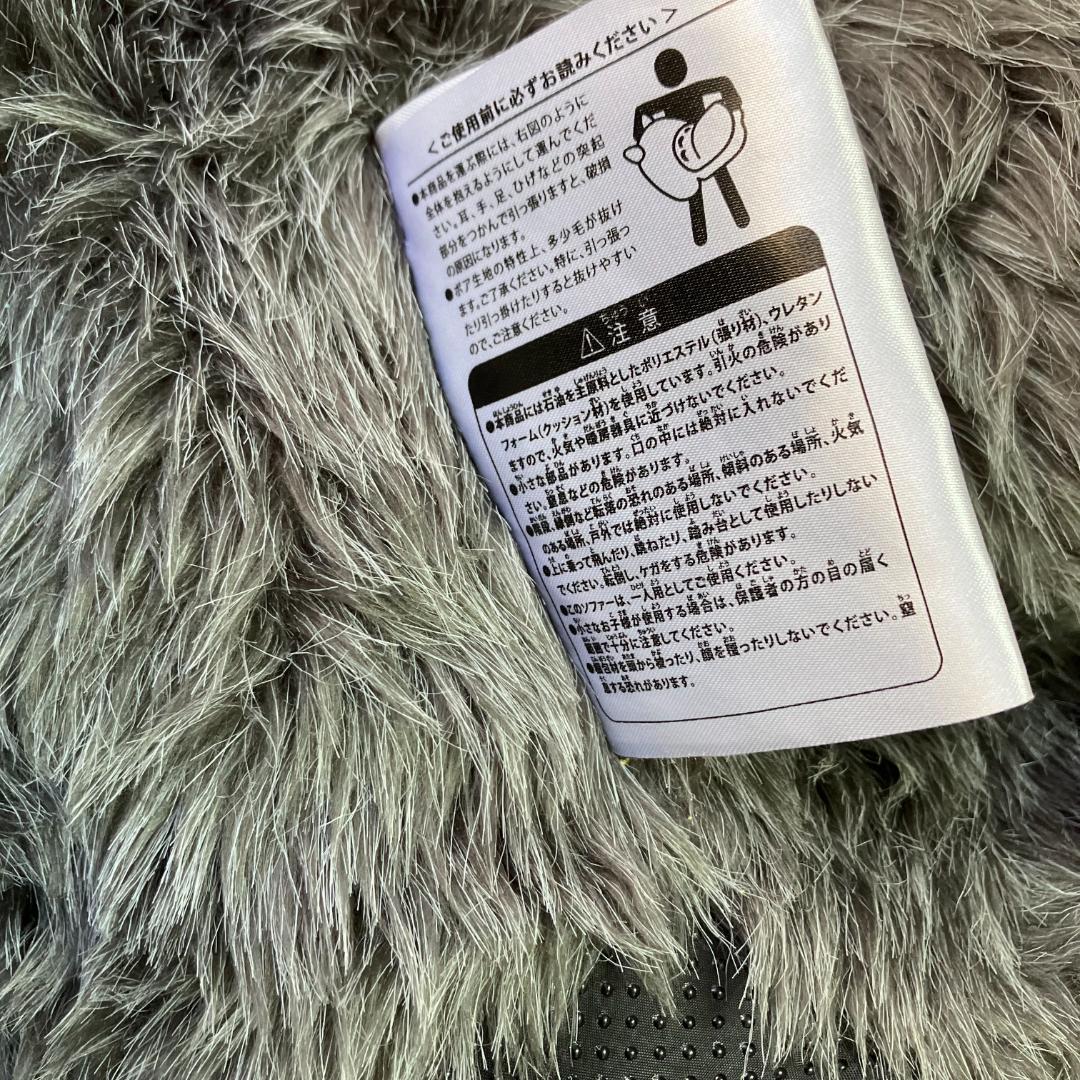 <ご使用前に必ずお読みください>
●本商品を運ぶ際には、右図のように
全体を抱えるようにして運んでくだ
さい。耳、手、足、ひげなどの突起
部分をつかんで引っ張りますと、破損
の原因になります。
●ボア生地の特性上、多少毛が抜け
ます。ご了承ください。特に、引っ張っ
たり引っ掛けたりすると抜けやすい
ので、ご注意ください。
⚠注意
●本商品には石油を主原料としたポリエステル(張り材)、ウレタン
フォーム(クッション材)を使用しています。引火の危険があり
ますので、火気や暖房器具に近づけないでください。
●小さな部品があります。口の中には絶対に入れないでくだ
さい。窒息などの危険があります。
●階段、縁側など転落の恐れのある場所、傾斜のある場所、火気
のある場所、戸外では絶対に使用しないでください。
●上に乗って飛んだり、跳ねたり、踏み台として使用したりしない
でください。転倒し、ケガをする危険があります。
●このソファーは、一人用としてご使用ください。
●小さなお子様が使用する場合は、保護者の方の目の届く
範囲で十分に注意してください。
●梱包材を頭から被ったり、顔を覆ったりしないでください。窒
息する恐れがあります。